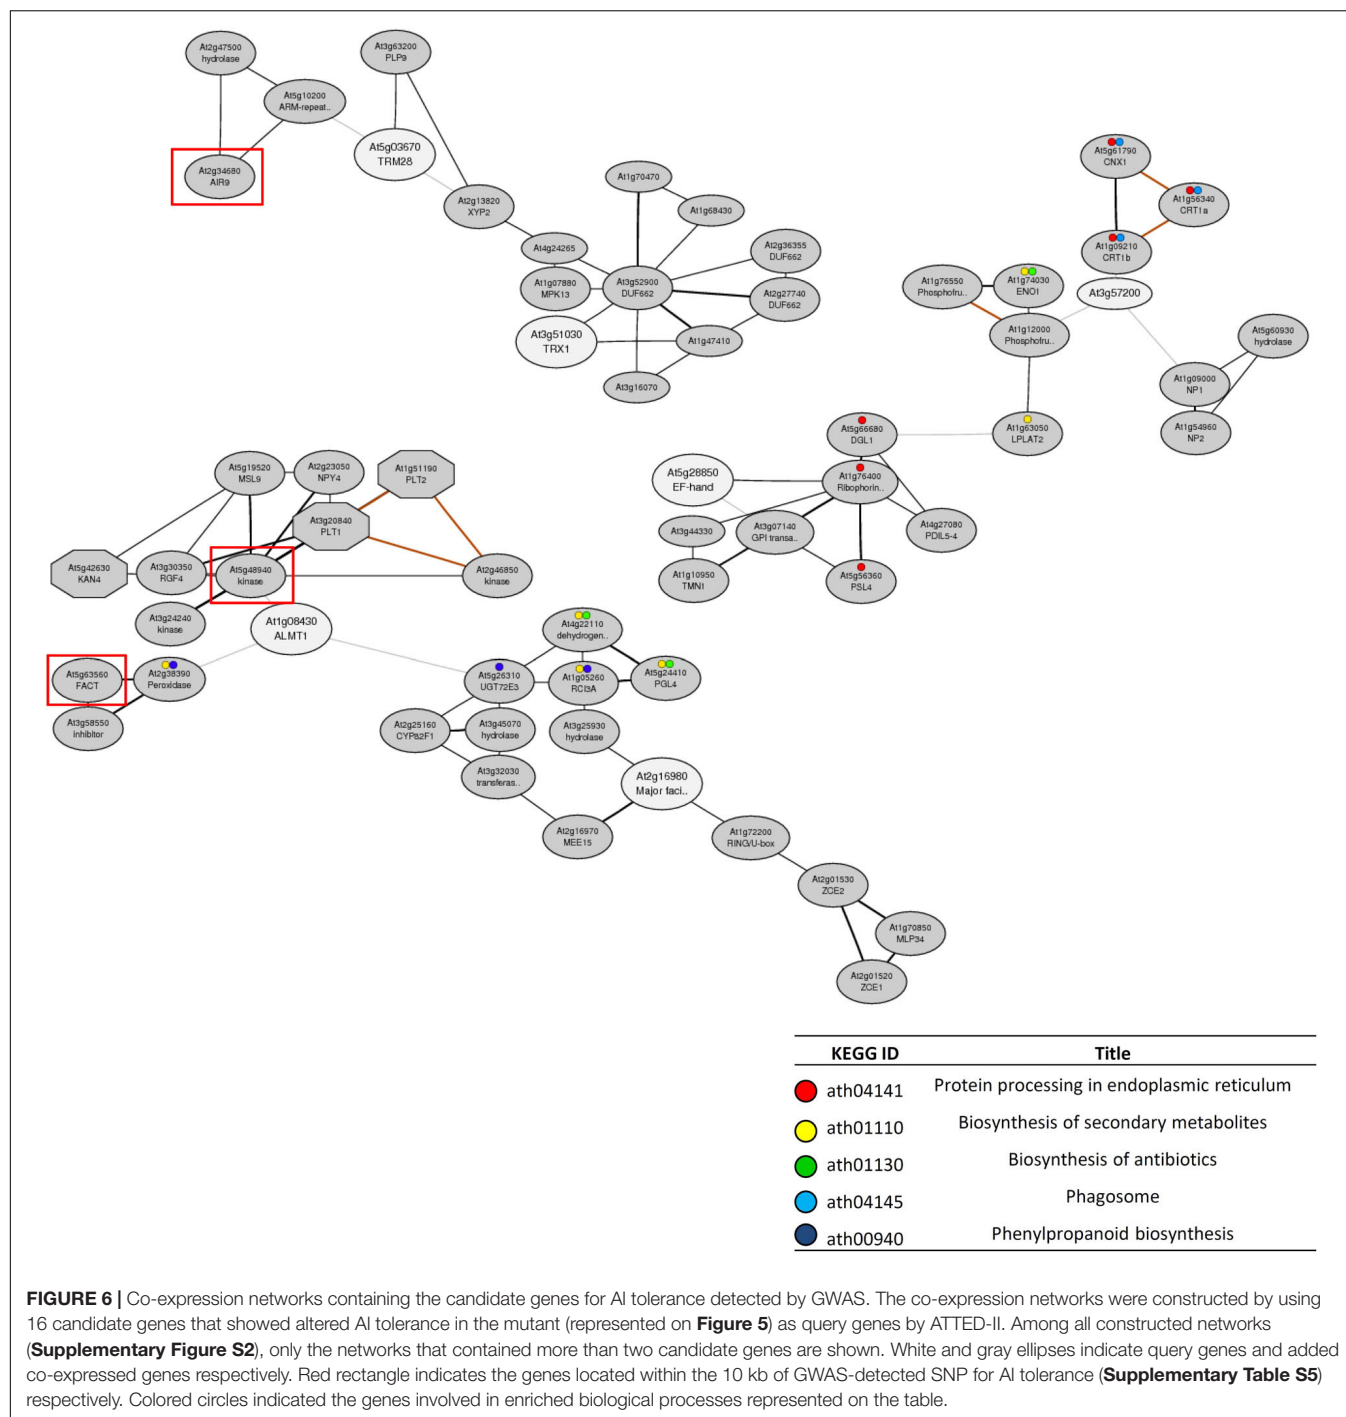 At2g47500
hydrolase
At3g63200
PLP9
At5g10200
ARM-repeat..
At5g03670
TRM28
At2g34680
AIR9
At2g13820
XYP2
At1g70470
At1g68430
At4g24265
At2g36355
DUF662
At1g07880
MPK13
At3g52900
DUF662
At2g27740
DUF662
At3g51030
TRX1
At1g47410
At3g16070
At5g61790
CNX1
At1g56340
CRT1a
At1g09210
CRT1b
At1g76550
Phosphofru..
At1g74030
ENO1
At3g57200
At1g12000
Phosphofru..
At5g60930
hydrolase
At1g09000
NP1
At1g54960
NP2
At1g63050
LPLAT2
At5g66680
DGL1
At5g28850
EF-hand
At1g76400
Ribophorin..
At3g44330
At3g07140
GPI transa..
At4g27080
PDIL5-4
At1g10950
TMN1
At5g56360
PSL4
At5g19520
MSL9
At2g23050
NPY4
At1g51190
PLT2
At3g20840
PLT1
At5g42630
KAN4
At3g30350
RGF4
At5g48940
kinase
At2g46850
kinase
At3g24240
kinase
At1g08430
ALMT1
At5g63560
FACT
At2g38390
Peroxidase
At3g58550
inhibitor
At4g22110
dehydrogen..
At5g26310
UGT72E3
At1g05260
RCI3A
At5g24410
PGL4
At2g25160
CYP82F1
At3g45070
hydrolase
At3g25930
hydrolase
At3g32030
transferas..
At2g16980
Major faci..
At2g16970
MEE15
At1g72200
RING/U-box
At2g01530
ZCE2
At1g70850
MLP34
At2g01520
ZCE1
KEGG ID Title
ath04141 Protein processing in endoplasmic reticulum
ath01110 Biosynthesis of secondary metabolites
ath01130 Biosynthesis of antibiotics
ath04145 Phagosome
ath00940 Phenylpropanoid biosynthesis
FIGURE 6 | Co-expression networks containing the candidate genes for Al tolerance detected by GWAS. The co-expression networks were constructed by using
16 candidate genes that showed altered Al tolerance in the mutant (represented on Figure 5) as query genes by ATTED-II. Among all constructed networks
(Supplementary Figure S2), only the networks that contained more than two candidate genes are shown. White and gray ellipses indicate query genes and added
co-expressed genes respectively. Red rectangle indicates the genes located within the 10 kb of GWAS-detected SNP for Al tolerance (Supplementary Table S5)
respectively. Colored circles indicated the genes involved in enriched biological processes represented on the table.